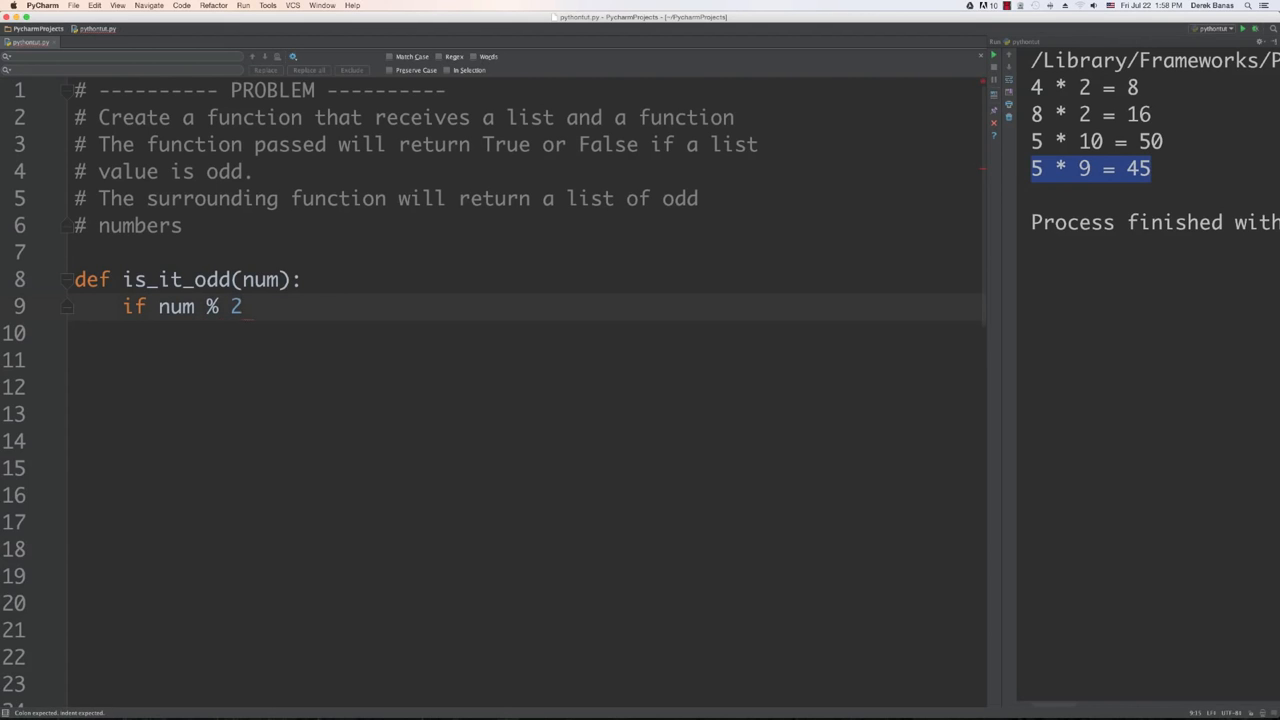 PyCharm File Edit View Navigate Code Refactor Run Tools VCS Window Help
10 Fri Jul 22 1:58 PM Derek Banas
pythontut.py - PycharmProjects - [~/PycharmProjects]
PycharmProjects pythontut.py
pythontut
pythontut.py
Run pythontut
Match Case Regex Words
Replace Replace all Exclude Preserve Case In Selection
1 # ---------- PROBLEM ----------
2 # Create a function that receives a list and a function
3 # The function passed will return True or False if a list
4 # value is odd.
5 # The surrounding function will return a list of odd
6 # numbers
7
8 def is_it_odd(num):
9 if num % 2
10
11
12
13
14
15
16
17
18
19
20
21
22
23
/Library/Frameworks/P
4 * 2 = 8
8 * 2 = 16
5 * 10 = 50
5 * 9 = 45
Process finished with
Colon expected. Indent expected.
9:15 LF÷ UTF-8÷